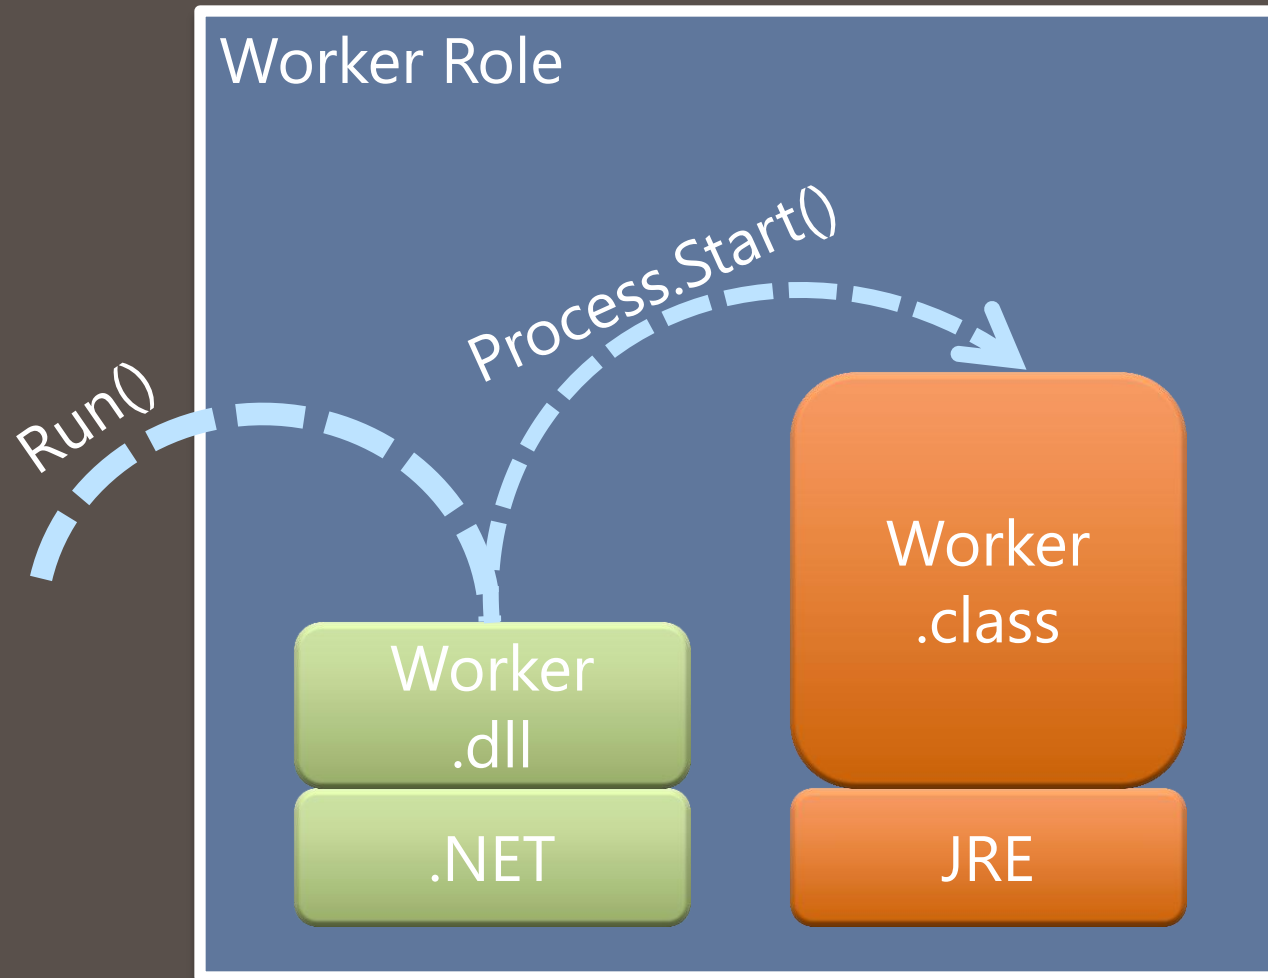 Worker Role
Process.Start()
Run()
Worker
.class
Worker
.dll
.NET
JRE